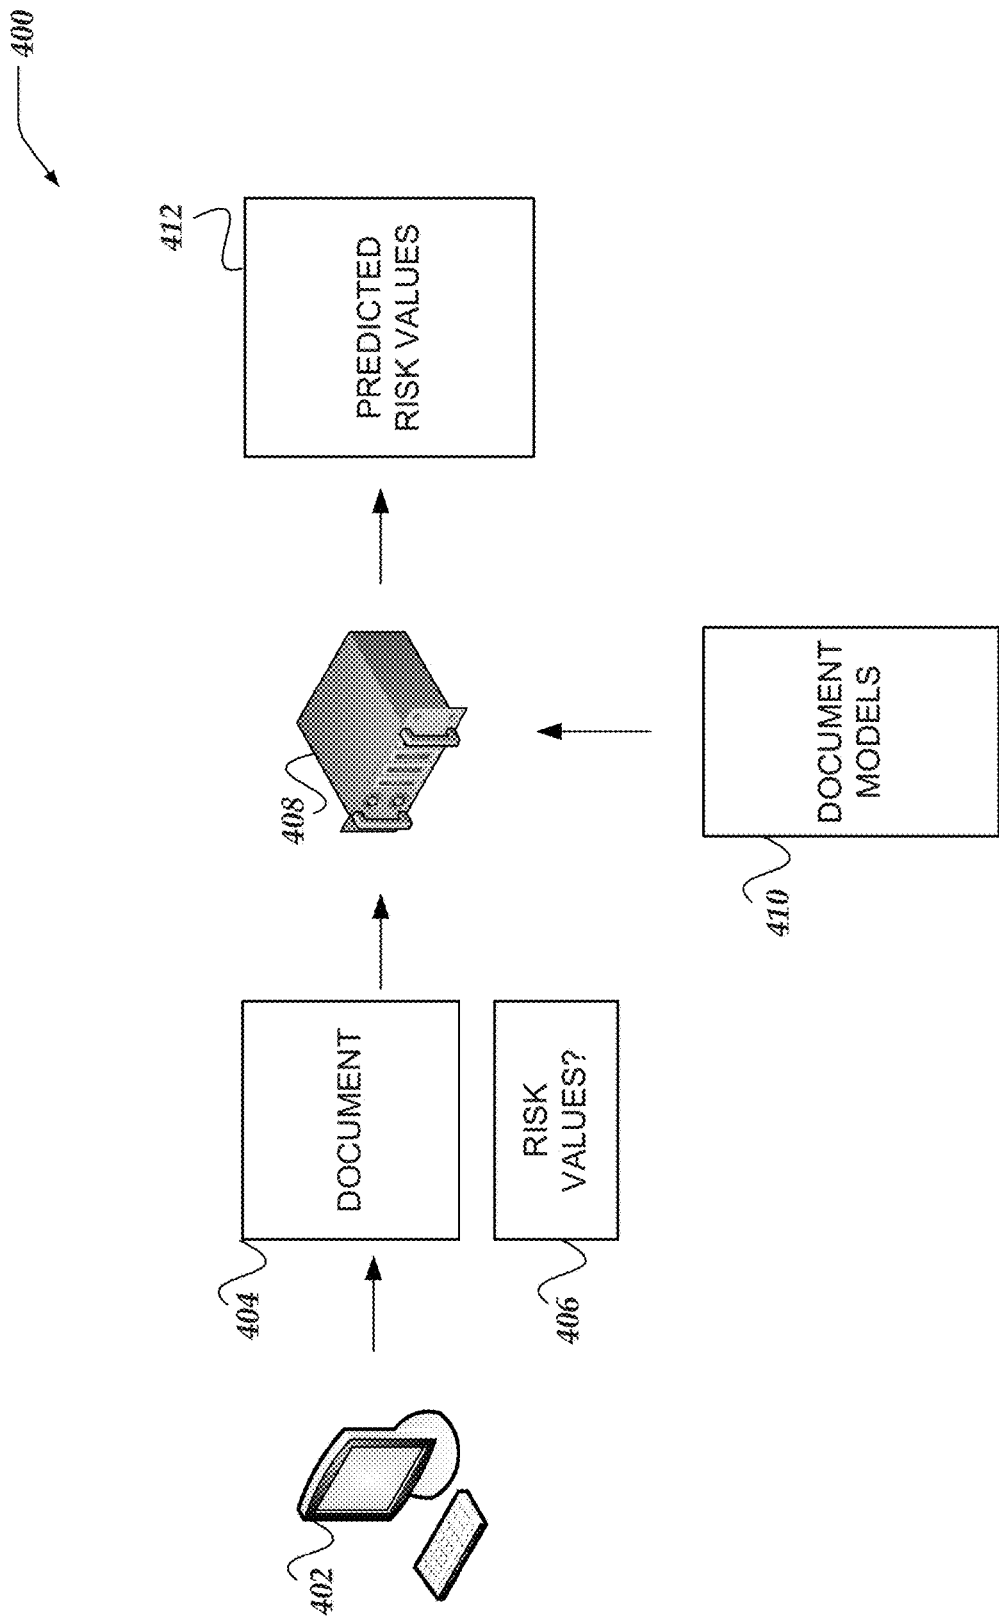 400
402
404
DOCUMENT
406
RISK
VALUES?
408
410
DOCUMENT
MODELS
412
PREDICTED
RISK VALUES